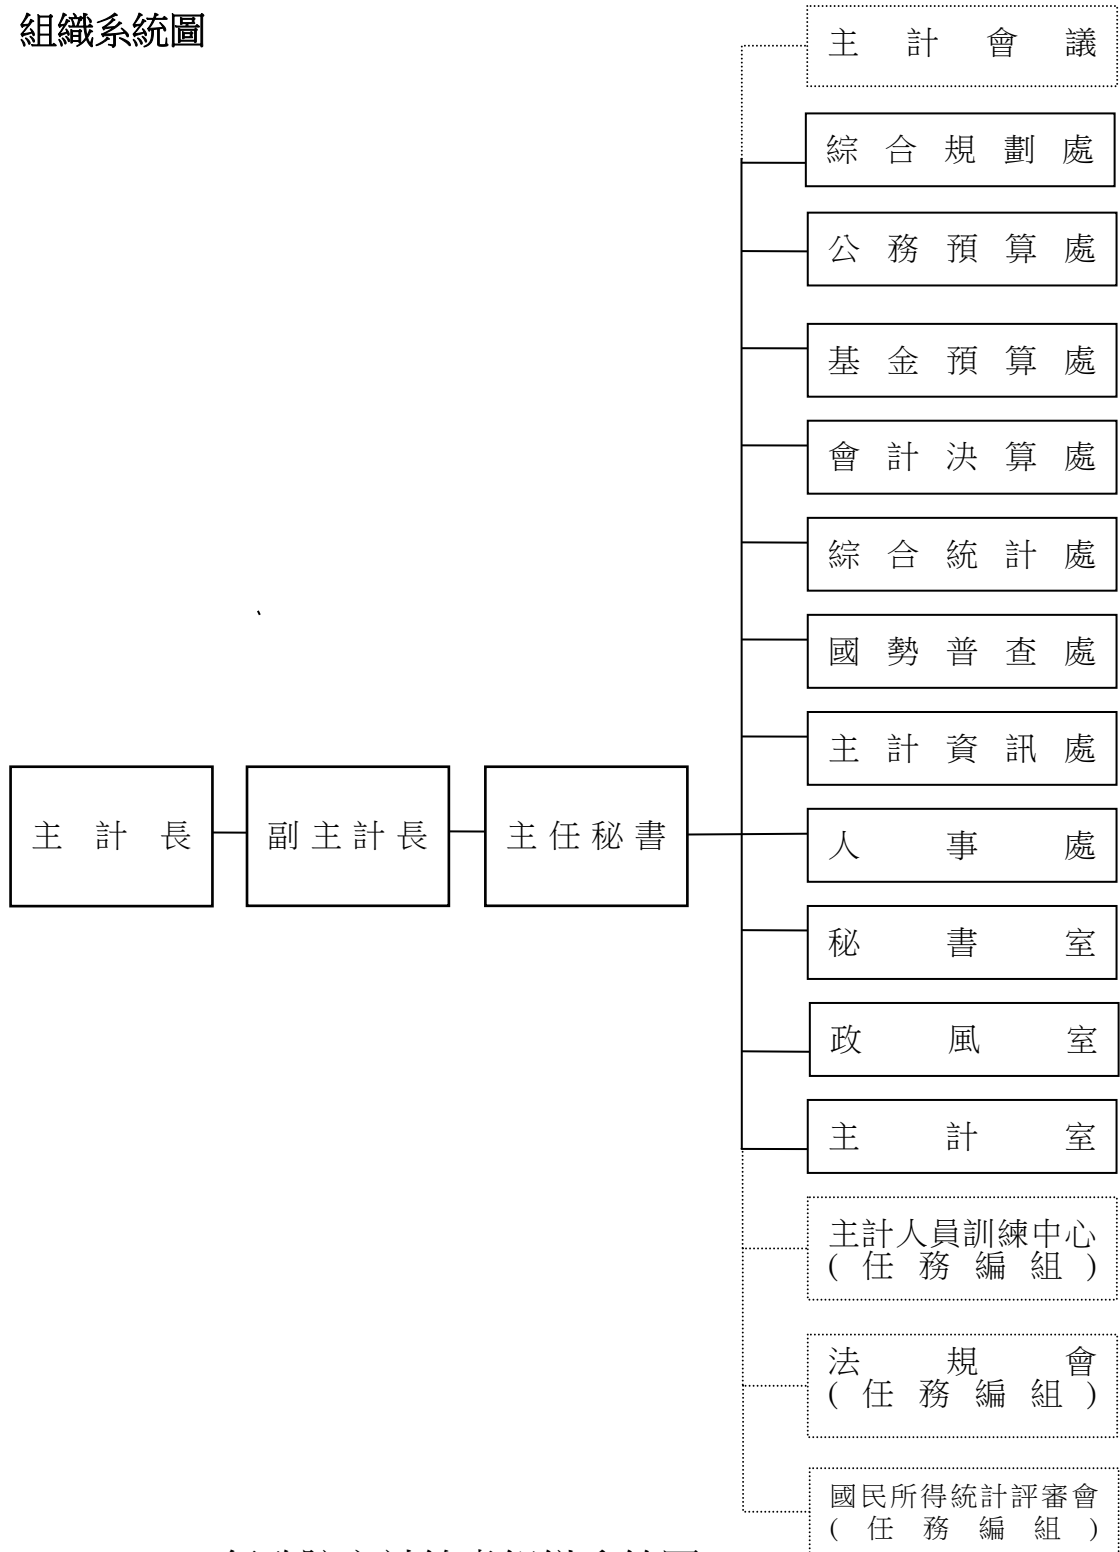 組織系統圖
主計會議
綜合規劃處
公務預算處
基金預算處
會計決算處
綜合統計處
國勢普查處
主計資訊處
主計長
副主計長
主任秘書
人事處
秘書室
政風室
主計室
主計人員訓練中心
(任務編組)
法規會
(任務編組)
國民所得統計評審會
(任務編組)